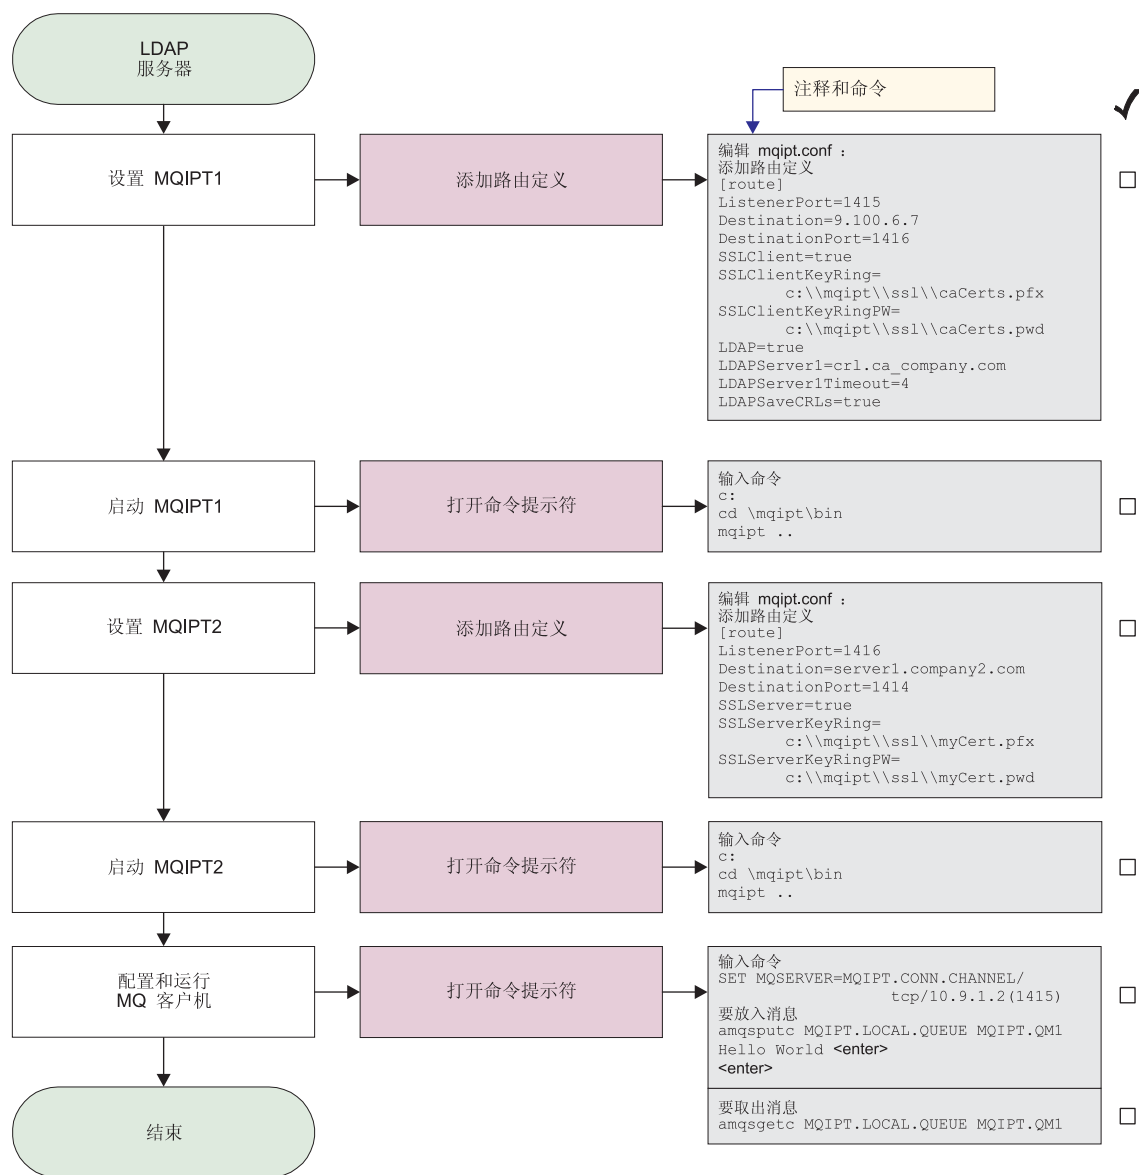 LDAP
服务器
注释和命令
设置 MQIPT1
添加路由定义
编辑 mqipt.conf :
添加路由定义
[route]
ListenerPort=1415
Destination=9.100.6.7
DestinationPort=1416
SSLClient=true
SSLClientKeyRing=
c:\\mqipt\\ssl\\caCerts.pfx
SSLClientKeyRingPW=
c:\\mqipt\\ssl\\caCerts.pwd
LDAP=true
LDAPServer1=crl.ca_company.com
LDAPServer1Timeout=4
LDAPSaveCRLs=true
启动 MQIPT1
打开命令提示符
输入命令
c:
cd \mqipt\bin
mqipt ..
设置 MQIPT2
添加路由定义
编辑 mqipt.conf :
添加路由定义
[route]
ListenerPort=1416
Destination=server1.company2.com
DestinationPort=1414
SSLServer=true
SSLServerKeyRing=
c:\\mqipt\\ssl\\myCert.pfx
SSLServerKeyRingPW=
c:\\mqipt\\ssl\\myCert.pwd
启动 MQIPT2
打开命令提示符
输入命令
c:
cd \mqipt\bin
mqipt ..
配置和运行
MQ 客户机
打开命令提示符
输入命令
SET MQSERVER=MQIPT.CONN.CHANNEL/
tcp/10.9.1.2(1415)
要放入消息
amqsputc MQIPT.LOCAL.QUEUE MQIPT.QM1
Hello World <enter>
<enter>
要取出消息
amqsgetc MQIPT.LOCAL.QUEUE MQIPT.QM1
结束